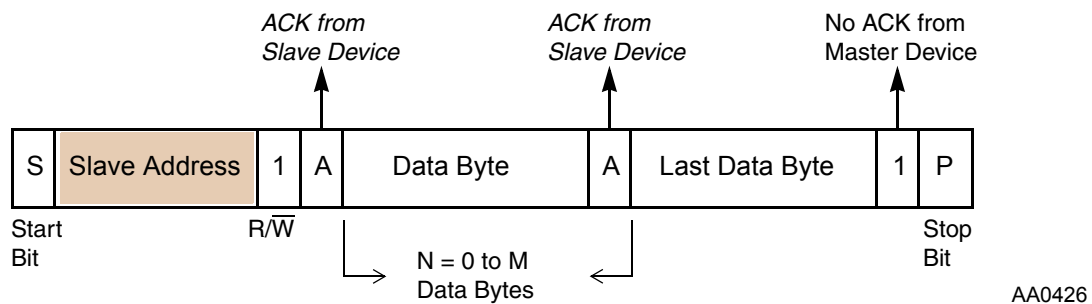 ACK from
Slave Device
ACK from
Slave Device
No ACK from
Master Device
S Slave Address 1 A Data Byte A Last Data Byte 1 P
Start
Bit
R/W̅
Stop
Bit
N = 0 to M
Data Bytes
AA0426